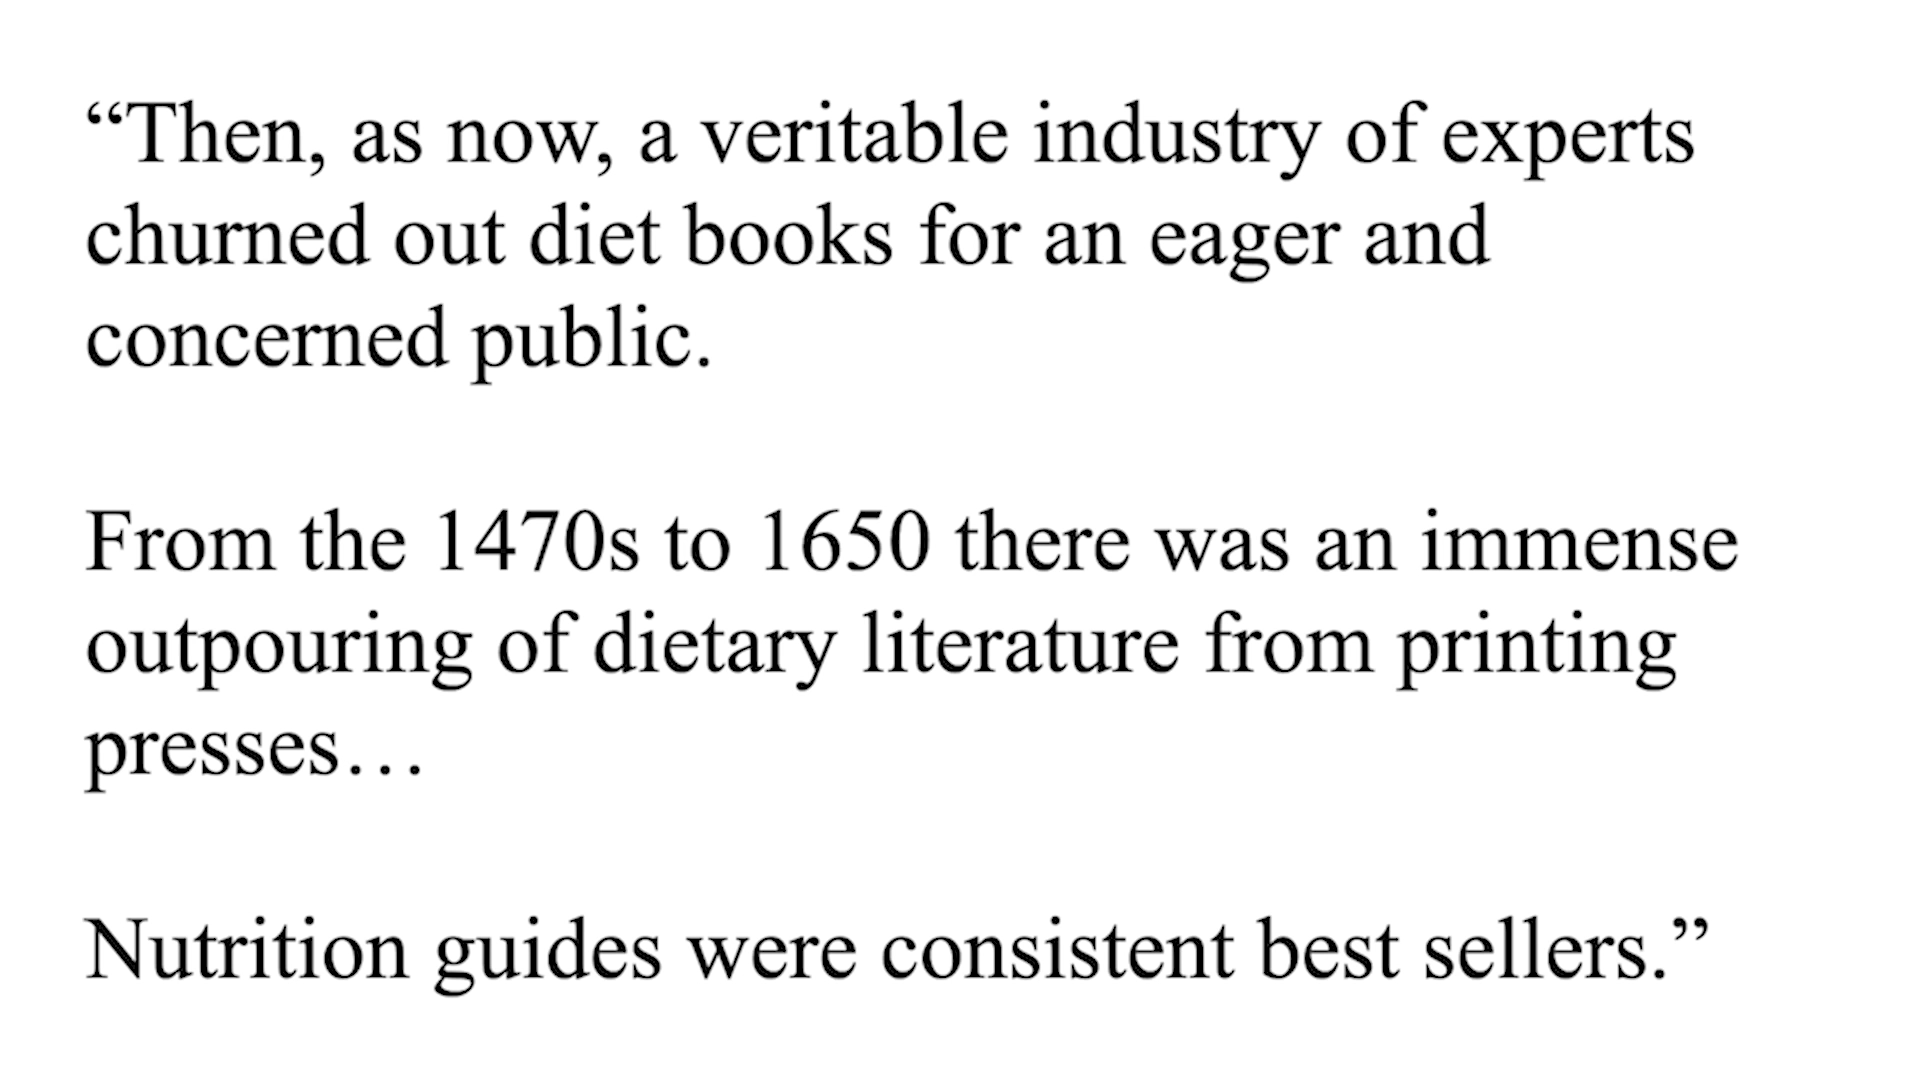 “Then, as now, a veritable industry of experts
churned out diet books for an eager and
concerned public.
From the 1470s to 1650 there was an immense
outpouring of dietary literature from printing
presses…
Nutrition guides were consistent best sellers.”